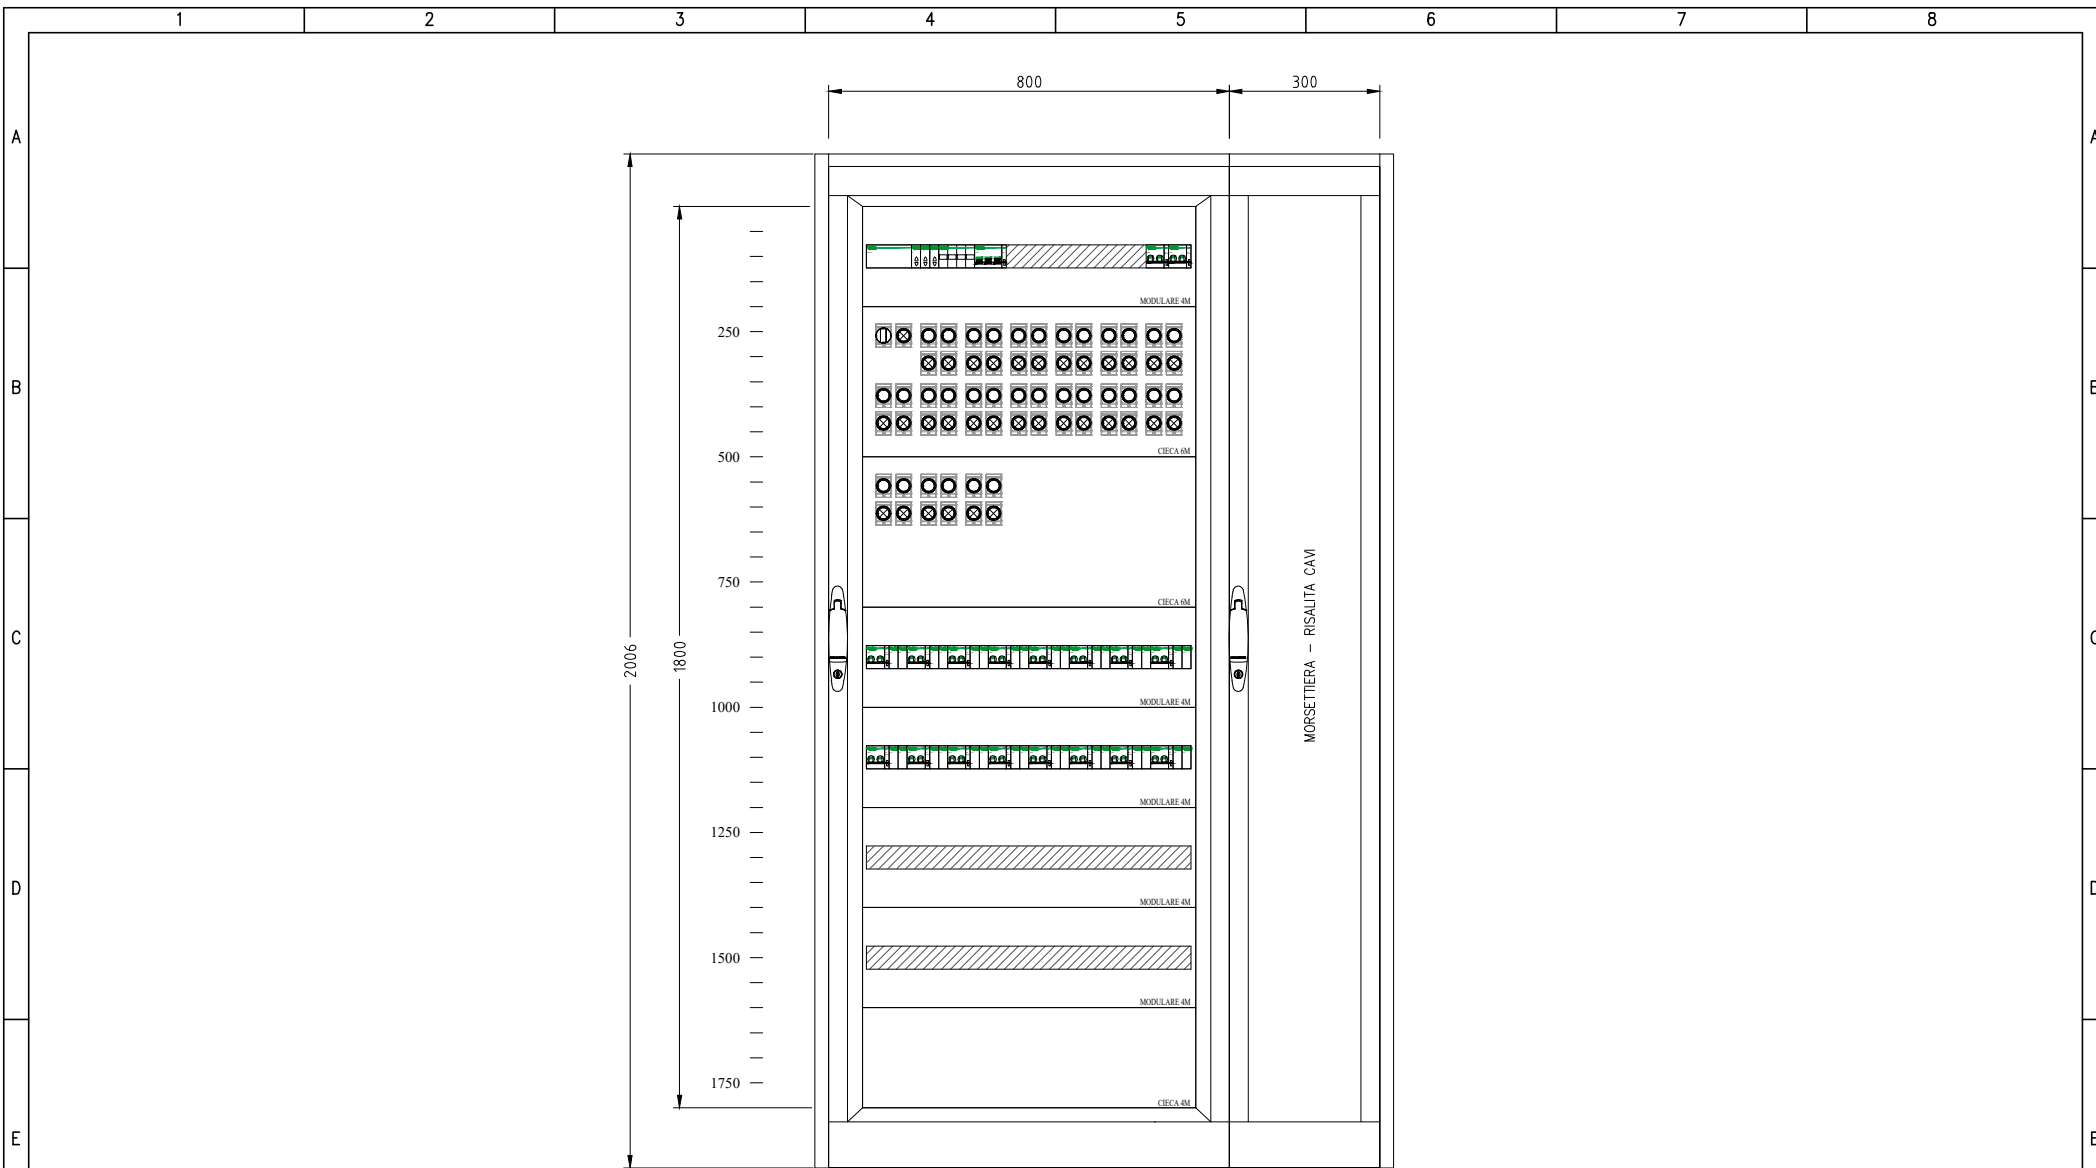 1 2 3 4 5 6 7 8
800 300
A A
MODULARE 4M
250
B B
CIECA 6M
500
750
CIECA 6M
C C
2006
1800
MORSETTIERA - RISALITA CAVI
MODULARE 4M
1000
MODULARE 4M
1250
D D
MODULARE 4M
1500
MODULARE 4M
1750
CIECA 4M
E E